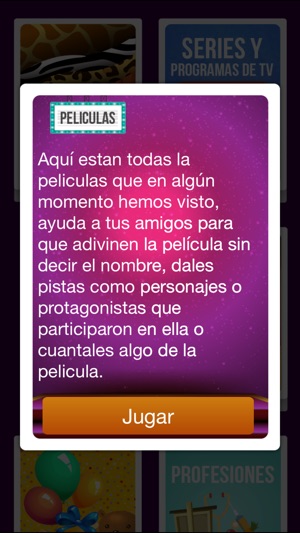 SERIES Y
PROGRAMAS DE TV
PELICULAS
Aquí estan todas la
peliculas que en algún
momento hemos visto,
ayuda a tus amigos para
que adivinen la película sin
decir el nombre, dales
pistas como personajes o
protagonistas que
participaron en ella o
cuantales algo de la
pelicula.
Jugar
PROFESIONES